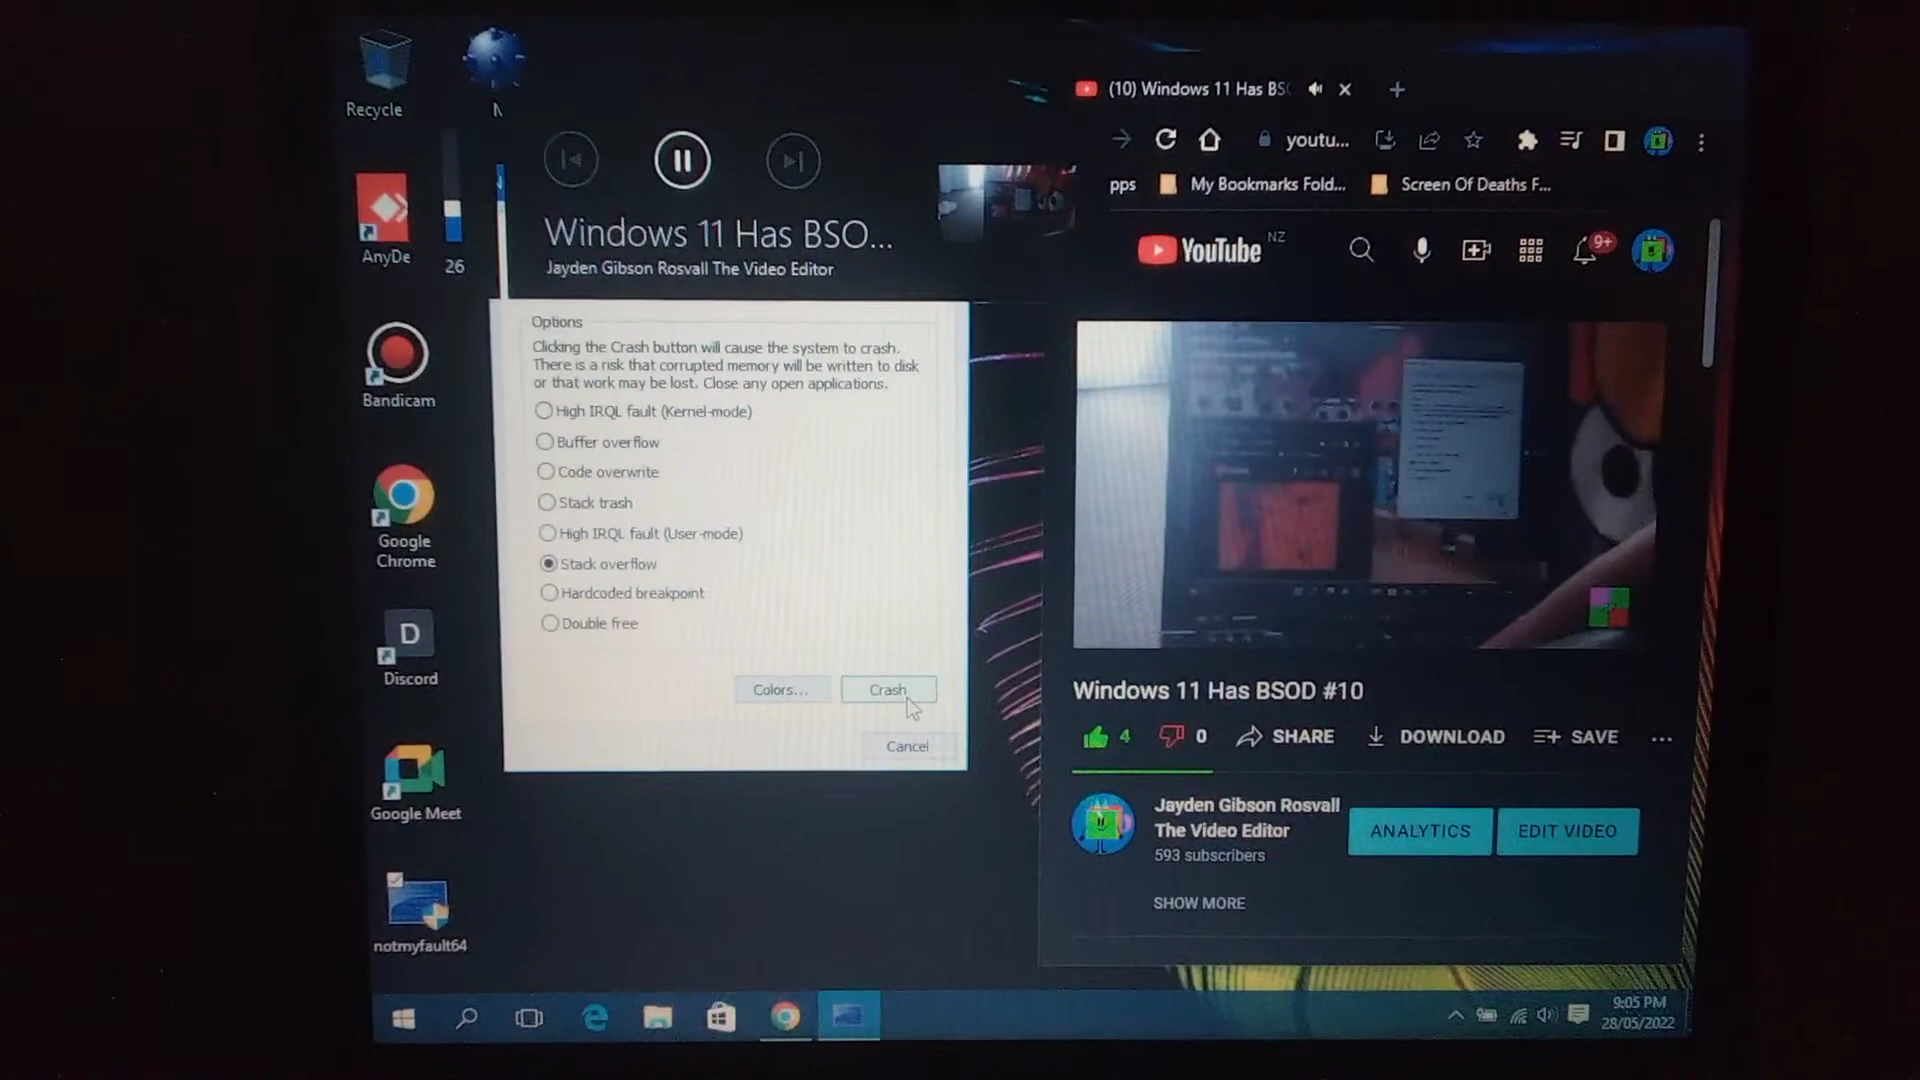 Recycle
N
AnyDe
26
Bandicam
Google
Chrome
D
Discord
Google Meet
notmyfault64
Windows 11 Has BSO...
Jayden Gibson Rosvall The Video Editor
Options
Clicking the Crash button will cause the system to crash.
There is a risk that corrupted memory will be written to disk
or that work may be lost. Close any open applications.
High IRQL fault (Kernel-mode)
Buffer overflow
Code overwrite
Stack trash
High IRQL fault (User-mode)
Stack overflow
Hardcoded breakpoint
Double free
Colors...
Crash
Cancel
(10) Windows 11 Has BSO
youtu...
pps
My Bookmarks Fold...
Screen Of Deaths F...
YouTube NZ
9+
Windows 11 Has BSOD #10
4
0
SHARE
DOWNLOAD
SAVE
Jayden Gibson Rosvall
The Video Editor
593 subscribers
ANALYTICS
EDIT VIDEO
SHOW MORE
9:05 PM
28/05/2022